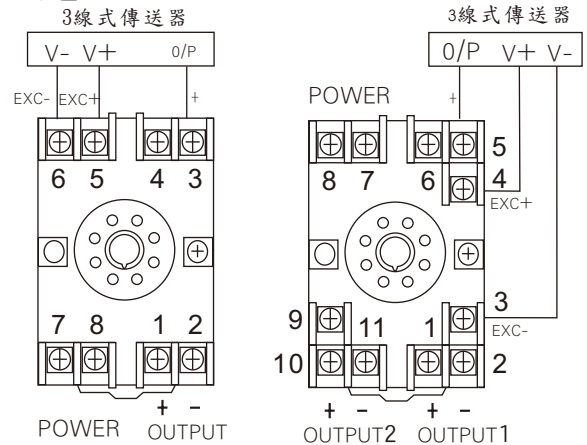 3線式傳送器
V- V+ O/P
EXC- EXC+ +
6 5 4 3
7 8 1 2
+ -
POWER OUTPUT
3線式傳送器
O/P V+ V-
POWER +
5
8 7 6 4
EXC+
3
9 11 1
EXC-
10 2
+ - + -
OUTPUT2 OUTPUT1